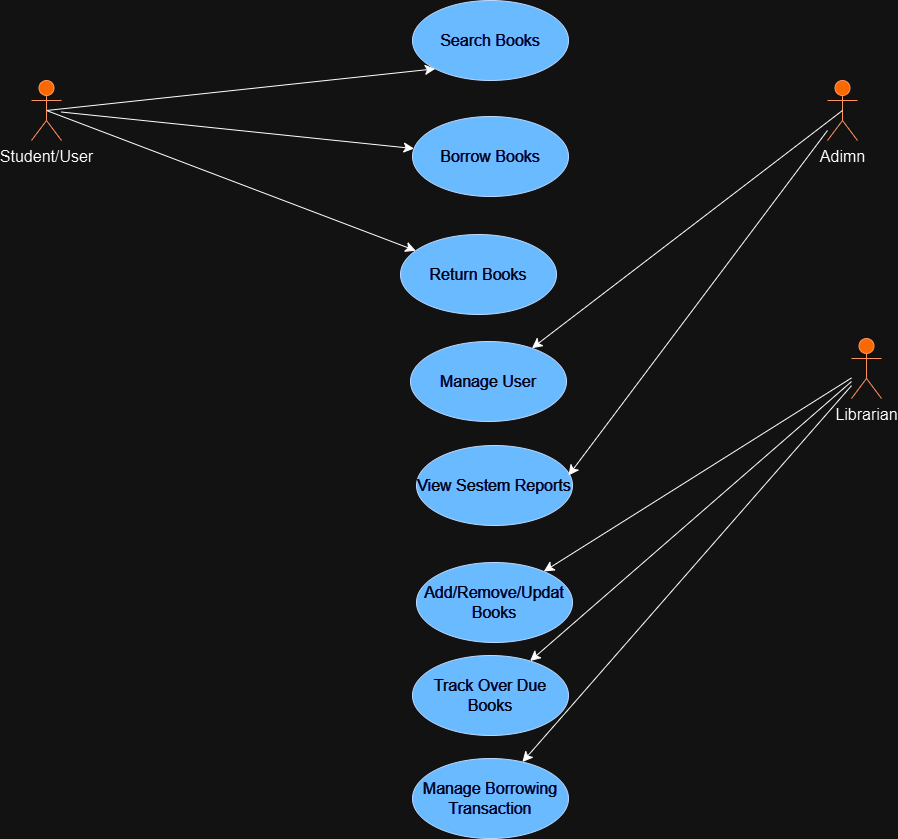 Search Books
Student/User
Borrow Books
Adimn
Return Books
Manage User
Librarian
View Sestem Reports
Add/Remove/Updat
Books
Track Over Due
Books
Manage Borrowing
Transaction